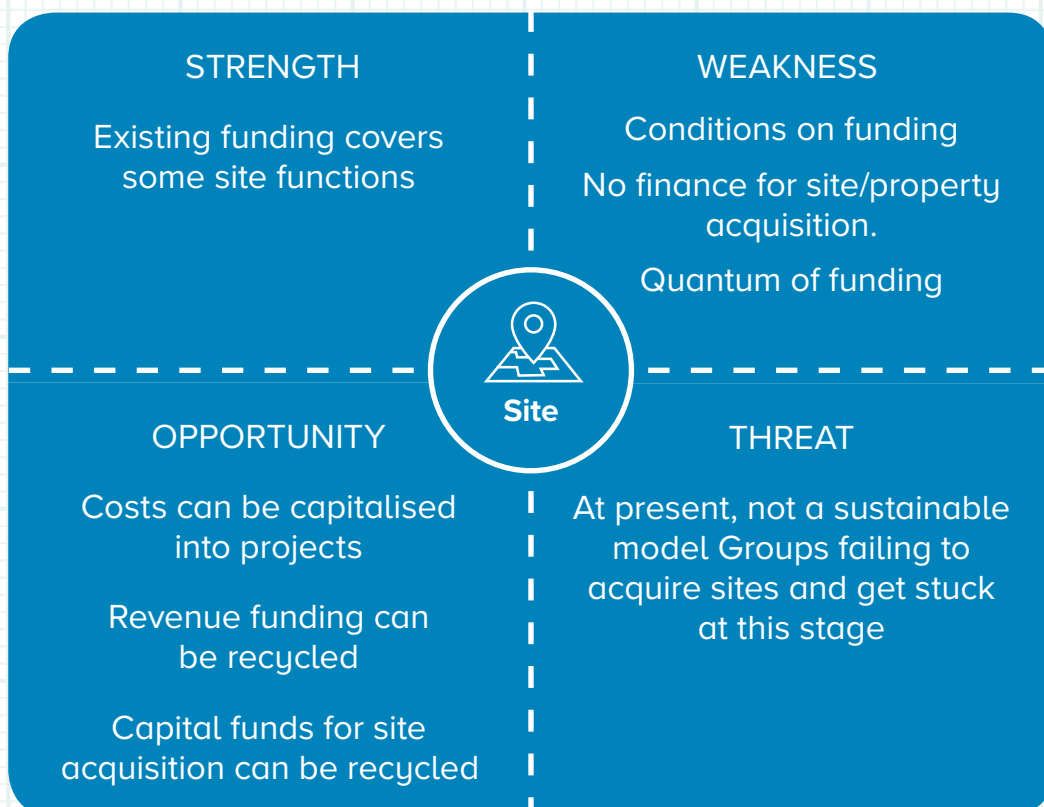 STRENGTH
Existing funding covers
some site functions
WEAKNESS
Conditions on funding
No finance for site/property
acquisition.
Quantum of funding
Site
OPPORTUNITY
Costs can be capitalised
into projects
Revenue funding can
be recycled
Capital funds for site
acquisition can be recycled
THREAT
At present, not a sustainable
model Groups failing to
acquire sites and get stuck
at this stage